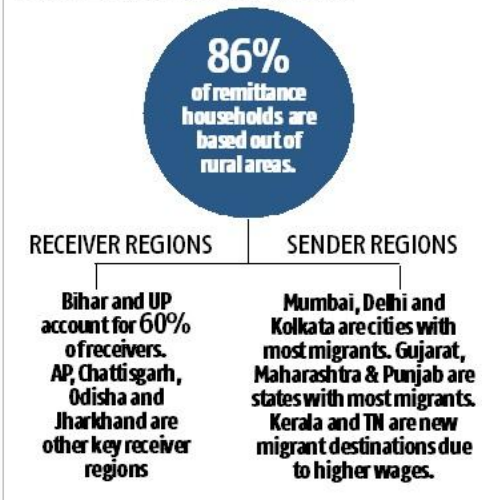 86%
of remittance
households are
based out of
rural areas.
RECEIVER REGIONS
Bihar and UP
account for 60%
of receivers.
AP, Chattisgarh,
Odisha and
Jharkhand are
other key receiver
regions
SENDER REGIONS
Mumbai, Delhi and
Kolkata are cities with
most migrants. Gujarat,
Maharashtra & Punjab are
states with most migrants.
Kerala and TN are new
migrant destinations due
to higher wages.